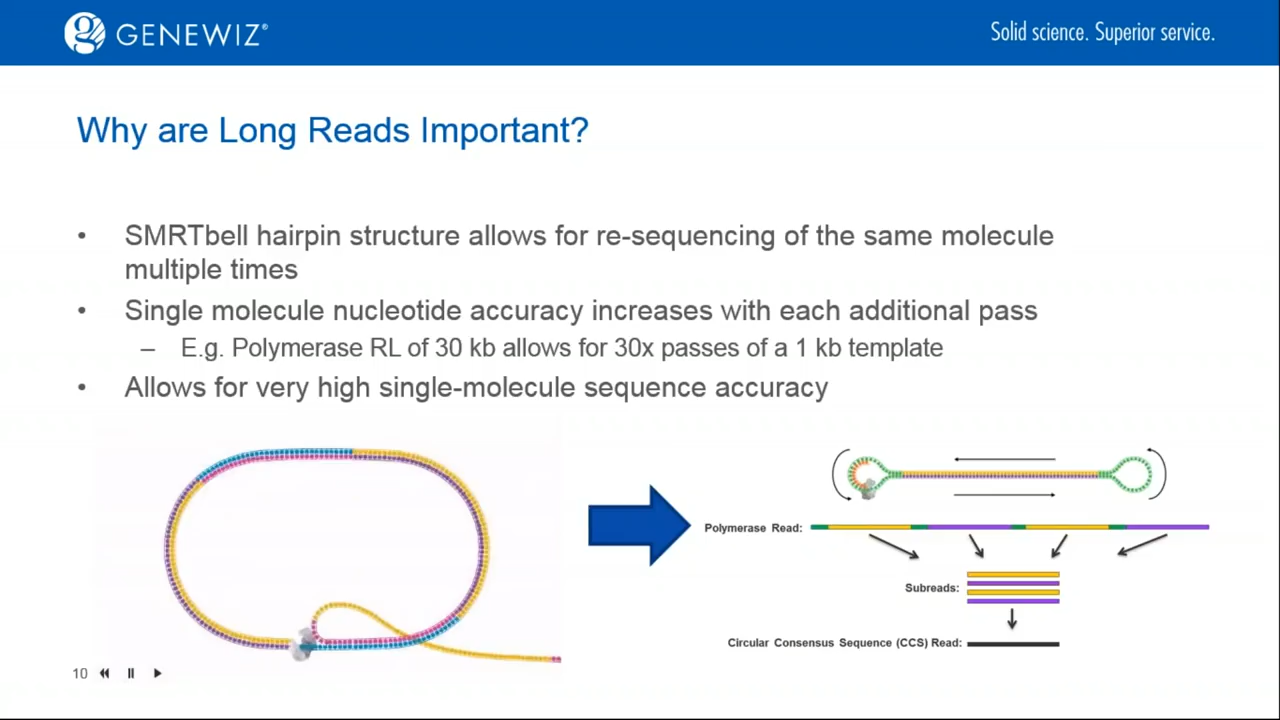 GENEWIZ®
Solid science. Superior service.
Why are Long Reads Important?
• SMRTbell hairpin structure allows for re-sequencing of the same molecule
multiple times
• Single molecule nucleotide accuracy increases with each additional pass
– E.g. Polymerase RL of 30 kb allows for 30x passes of a 1 kb template
• Allows for very high single-molecule sequence accuracy
Polymerase Read:
Subreads:
Circular Consensus Sequence (CCS) Read:
10